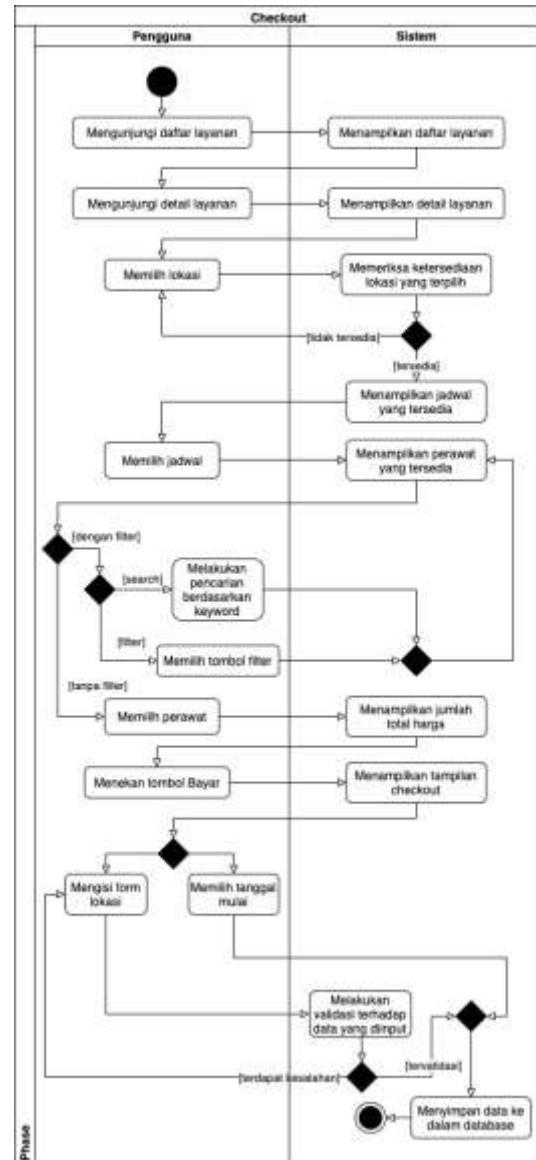 Checkout
Pengguna
Sistem
Mengunjungi daftar layanan
Menampilkan daftar layanan
Mengunjungi detail layanan
Menampilkan detail layanan
Memilih lokasi
Memeriksa ketersediaan
lokasi yang terpilih
[tidak tersedia]
[tersedia]
Menampilkan jadwal
yang tersedia
Memilih jadwal
Menampilkan perawat
yang tersedia
[dengan filter]
[search]
Melakukan
pencarian
berdasarkan
keyword
[filter]
Memilih tombol filter
[tanpa filter]
Memilih perawat
Menampilkan jumlah
total harga
Menekan tombol Bayar
Menampilkan tampilan
checkout
Mengisi form
lokasi
Memilih tanggal
mulai
Melakukan
validasi terhadap
data yang diinput
[terdapat kesalahan]
[tervalidasi]
Menyimpan data ke
dalam database
Phase